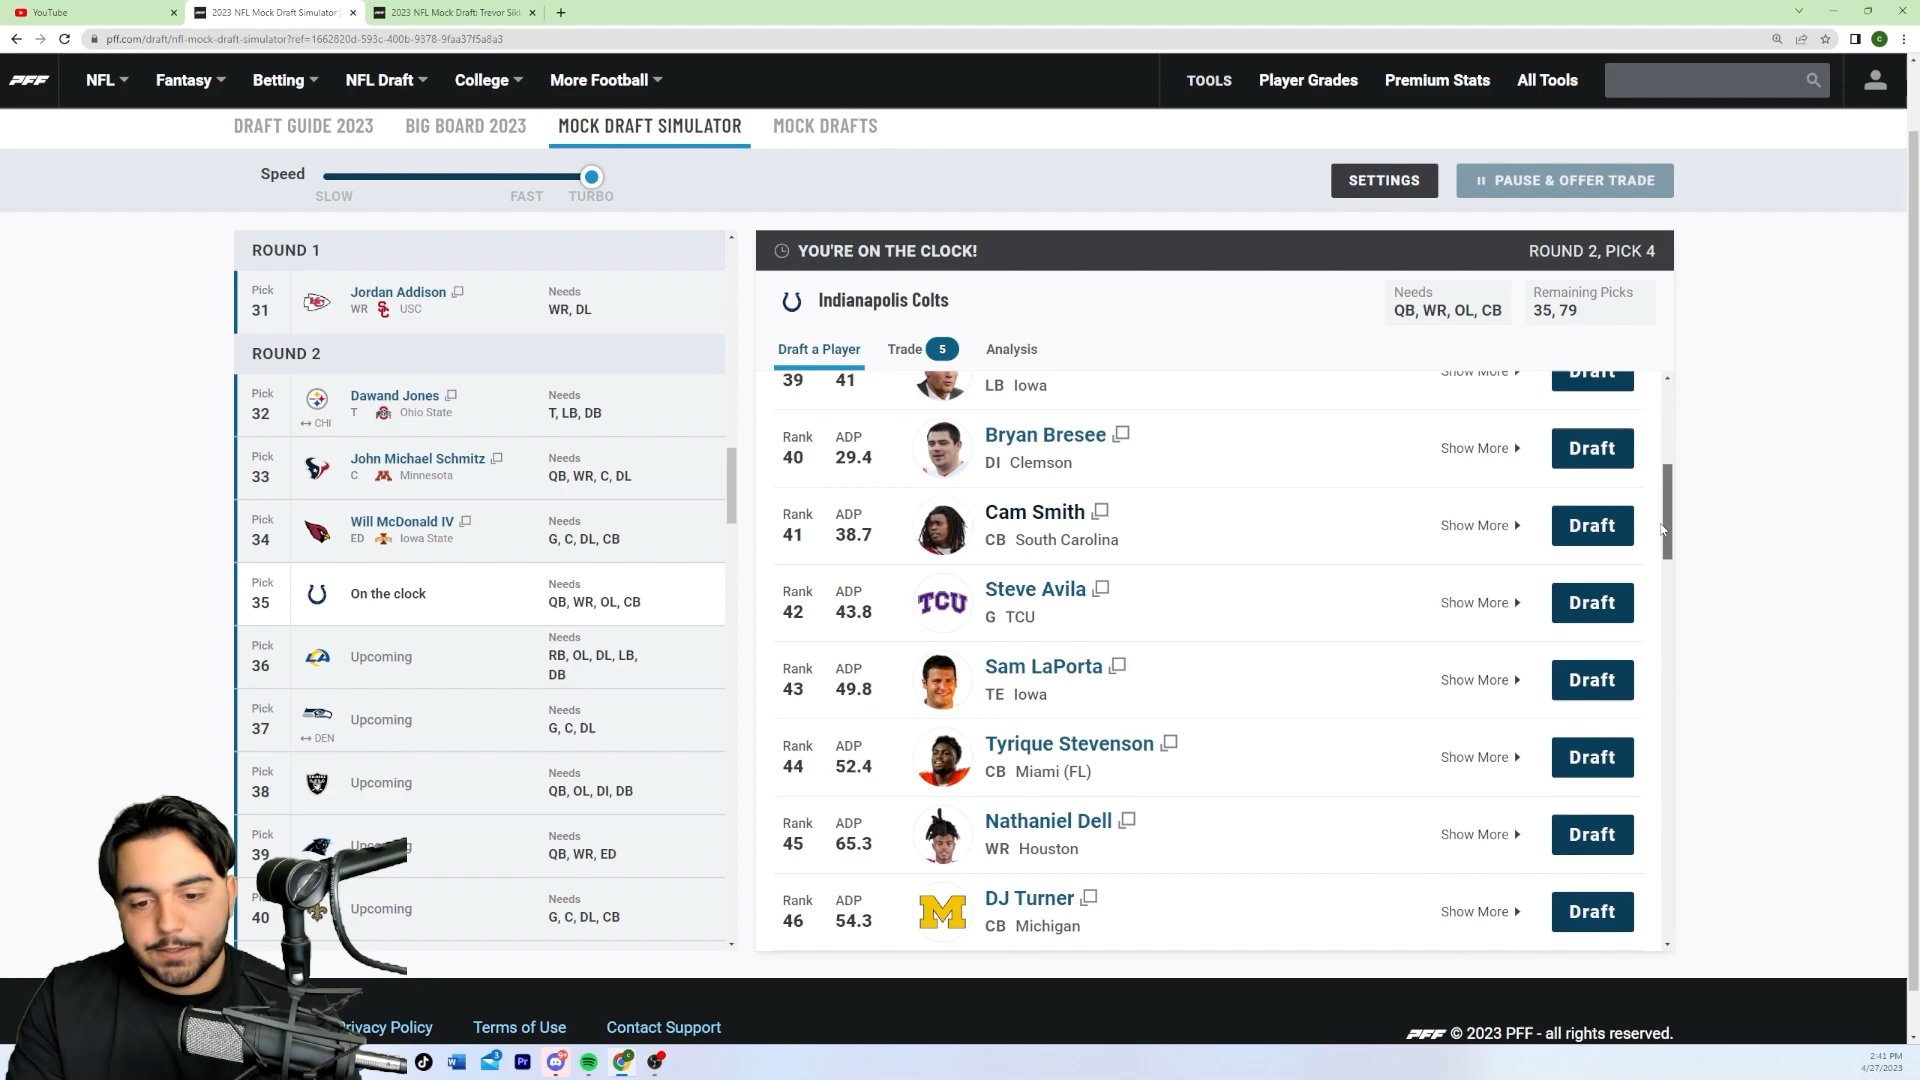 YouTube
2023 NFL Mock Draft Simulator
2023 NFL Mock Draft: Trevor Sikk
pff.com/draft/nfl-mock-draft-simulator?ref=1662820d-593c-400b-9378-9faa37f5a8a3
PFF NFL Fantasy Betting NFL Draft College More Football TOOLS Player Grades Premium Stats All Tools
DRAFT GUIDE 2023 BIG BOARD 2023 MOCK DRAFT SIMULATOR MOCK DRAFTS
Speed
SLOW FAST TURBO
SETTINGS PAUSE & OFFER TRADE
ROUND 1
Pick 31 Jordan Addison Needs
WR USC WR, DL
ROUND 2
Pick 32 Dawand Jones Needs
T Ohio State T, LB, DB
↔ CHI
Pick 33 John Michael Schmitz Needs
C Minnesota QB, WR, C, DL
Pick 34 Will McDonald IV Needs
ED Iowa State G, C, DL, CB
Pick 35 On the clock Needs
QB, WR, OL, CB
Pick 36 Upcoming Needs
RB, OL, DL, LB,
DB
Pick 37 Upcoming Needs
G, C, DL
↔ DEN
Pick 38 Upcoming Needs
QB, OL, DI, DB
Pick 39 Needs
QB, WR, ED
40 Upcoming Needs
G, C, DL, CB
YOU'RE ON THE CLOCK! ROUND 2, PICK 4
Indianapolis Colts
Needs
QB, WR, OL, CB
Remaining Picks
35, 79
Draft a Player Trade 5 Analysis
39 41 Show More Draft
LB Iowa
Rank 40 ADP 29.4 Bryan Bresee Show More Draft
DI Clemson
Rank 41 ADP 38.7 Cam Smith Show More Draft
CB South Carolina
Rank 42 ADP 43.8 TCU Steve Avila Show More Draft
G TCU
Rank 43 ADP 49.8 Sam LaPorta Show More Draft
TE Iowa
Rank 44 ADP 52.4 Tyrique Stevenson Show More Draft
CB Miami (FL)
Rank 45 ADP 65.3 Nathaniel Dell Show More Draft
WR Houston
Rank 46 ADP 54.3 M DJ Turner Show More Draft
CB Michigan
rivacy Policy Terms of Use Contact Support
PFF © 2023 PFF - all rights reserved.
2:41 PM
4/27/2023